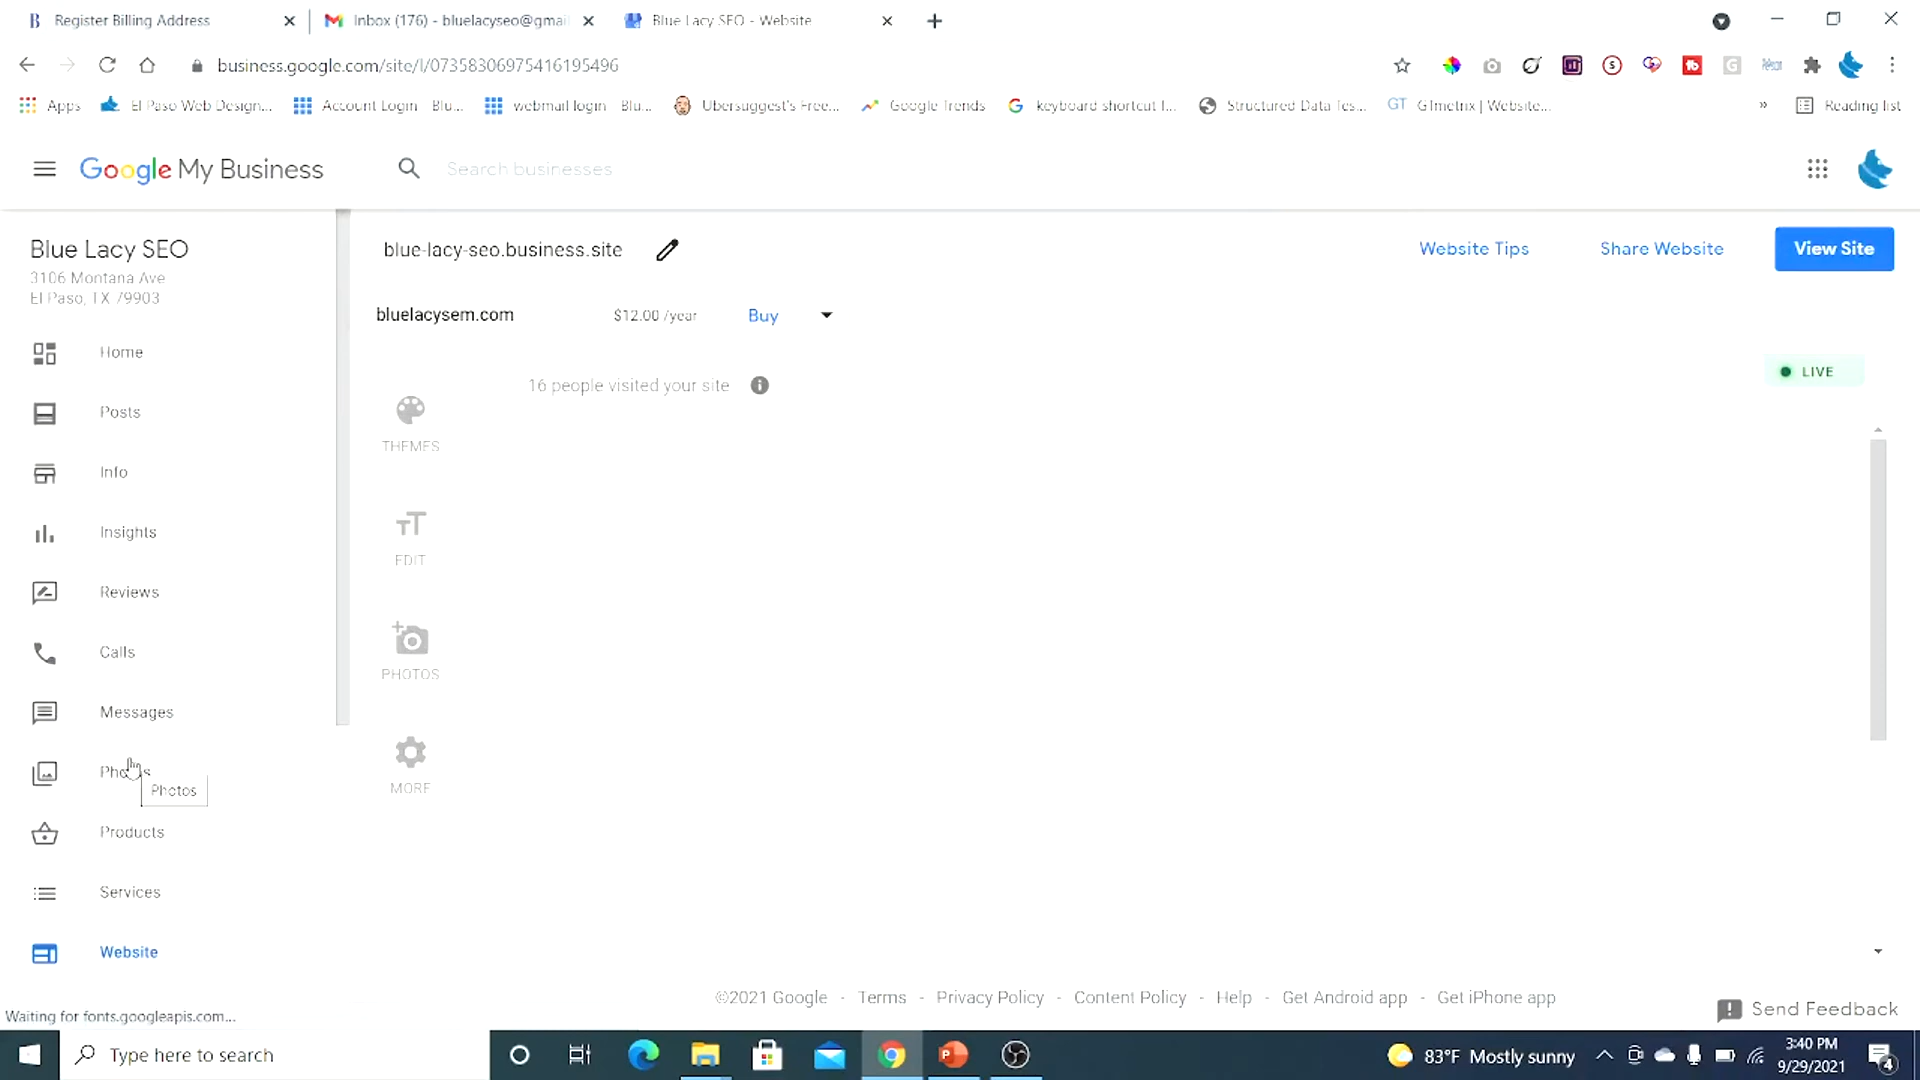 Register Billing Address
Inbox (176) - bluelacyseo@gmai
Blue Lacy SEO - Website
business.google.com/site/l/07358306975416195496
Apps
El Paso Web Design...
Account Login Blu...
webmail login Blu...
Ubersuggest's Free...
Google Trends
keyboard shortcut f...
Structured Data Tes...
GT GTmetrix | Website...
»
Reading list
Google My Business
Search businesses
Blue Lacy SEO
3106 Montana Ave
El Paso, TX 79903
blue-lacy-seo.business.site
Website Tips
Share Website
View Site
bluelacysem.com
$12.00 /year
Buy
16 people visited your site
LIVE
Home
Posts
Info
Insights
Reviews
Calls
Messages
Photos
Products
Services
Website
THEMES
EDIT
PHOTOS
MORE
©2021 Google - Terms - Privacy Policy - Content Policy - Help - Get Android app - Get iPhone app
Send Feedback
Waiting for fonts.googleapis.com...
Type here to search
83°F Mostly sunny
3:40 PM
9/29/2021
4